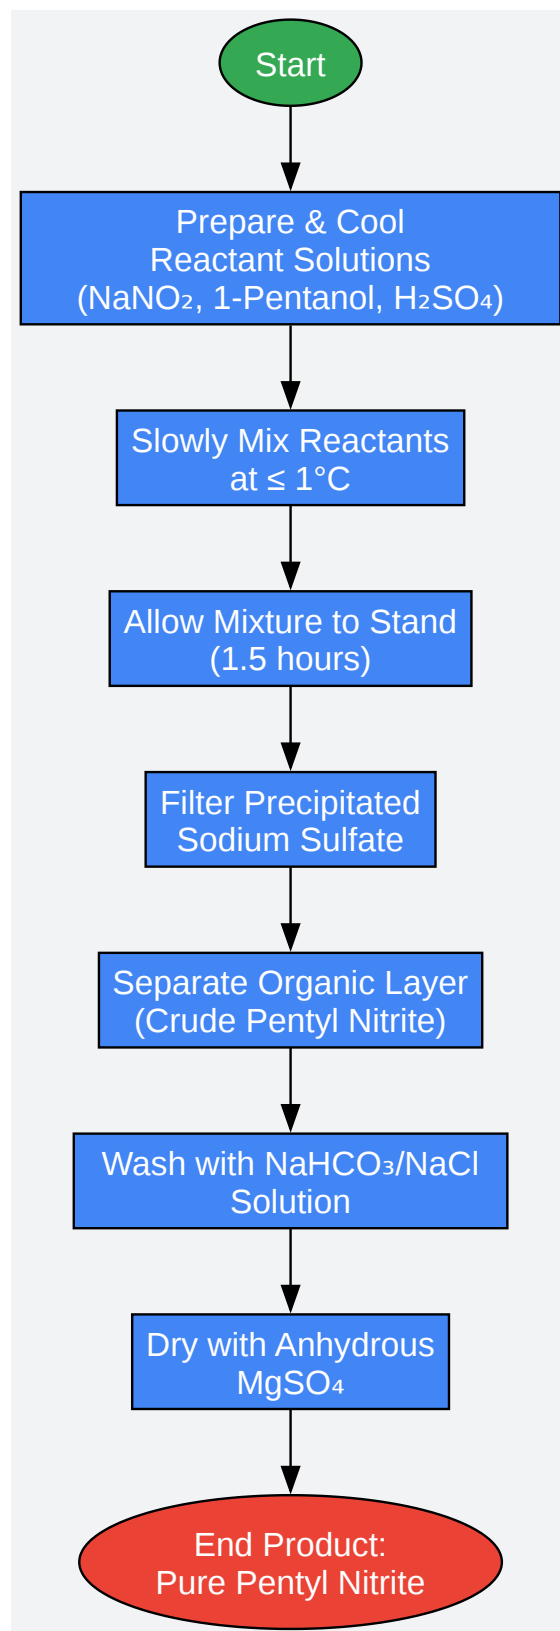 Start
Prepare & Cool
Reactant Solutions
(NaNO₂, 1-Pentanol, H₂SO₄)
Slowly Mix Reactants
at ≤ 1°C
Allow Mixture to Stand
(1.5 hours)
Filter Precipitated
Sodium Sulfate
Separate Organic Layer
(Crude Pentyl Nitrite)
Wash with NaHCO₃/NaCl
Solution
Dry with Anhydrous
MgSO₄
End Product:
Pure Pentyl Nitrite